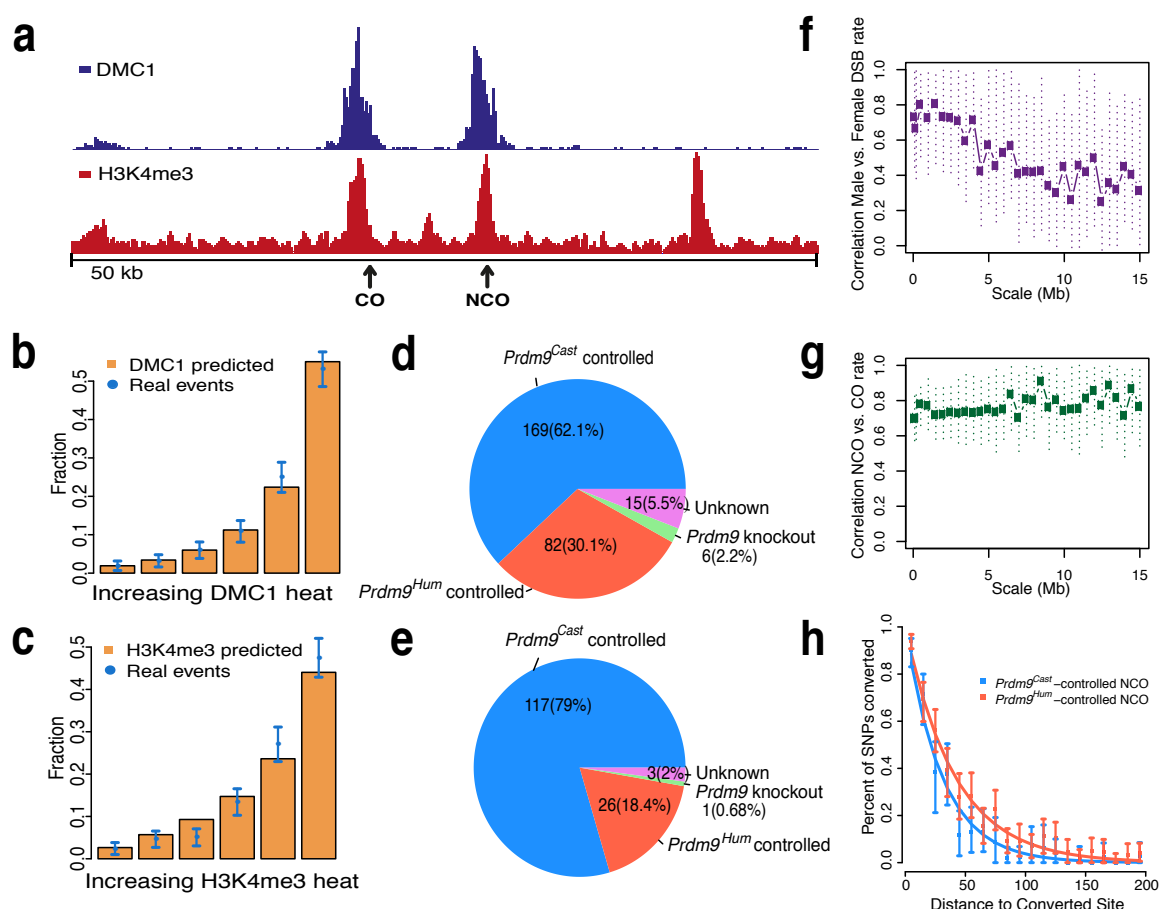 a
DMC1
H3K4me3
50 kb
CO
NCO
b
DMC1 predicted
Real events
Fraction
0.0
0.1
0.2
0.3
0.4
0.5
Increasing DMC1 heat
c
H3K4me3 predicted
Real events
Fraction
0.0
0.1
0.2
0.3
0.4
0.5
Increasing H3K4me3 heat
d
Prdm9Cast controlled
169(62.1%)
15(5.5%)
Unknown
Prdm9 knockout
6(2.2%)
82(30.1%)
Prdm9Hum controlled
e
Prdm9Cast controlled
117(79%)
3(2%)
Unknown
Prdm9 knockout
1(0.68%)
26(18.4%)
Prdm9Hum controlled
f
Correlation Male vs. Female DSB rate
0.0
0.2
0.4
0.6
0.8
1.0
0
5
10
15
Scale (Mb)
g
Correlation NCO vs. CO rate
0.0
0.2
0.4
0.6
0.8
1.0
0
5
10
15
Scale (Mb)
h
Prdm9Cast–controlled NCO
Prdm9Hum–controlled NCO
Percent of SNPs converted
0.0
0.2
0.4
0.6
0.8
1.0
0
50
100
150
200
Distance to Converted Site